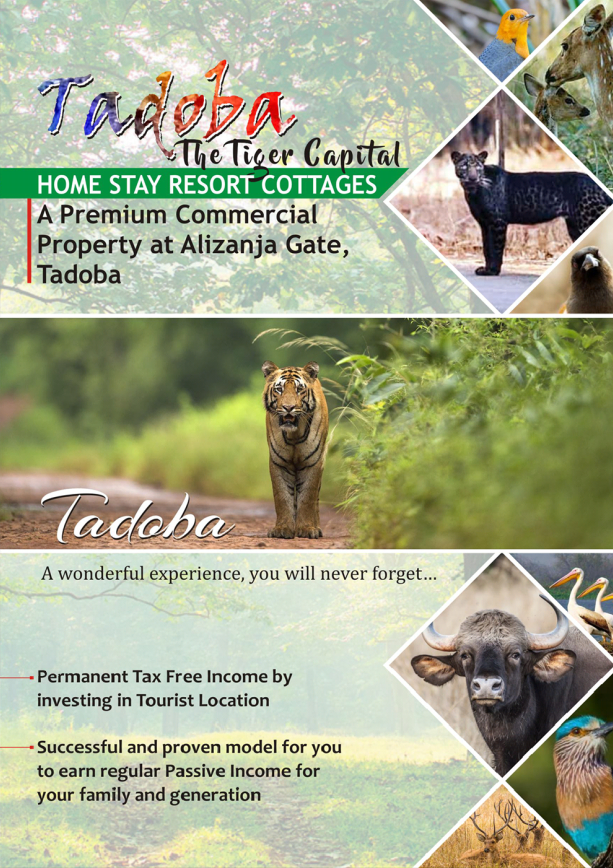 Tadoba
The Tiger Capital
HOME STAY RESORT COTTAGES
A Premium Commercial
Property at Alizanja Gate,
Tadoba
Tadoba
A wonderful experience, you will never forget...
Permanent Tax Free Income by
investing in Tourist Location
Successful and proven model for you
to earn regular Passive Income for
your family and generation